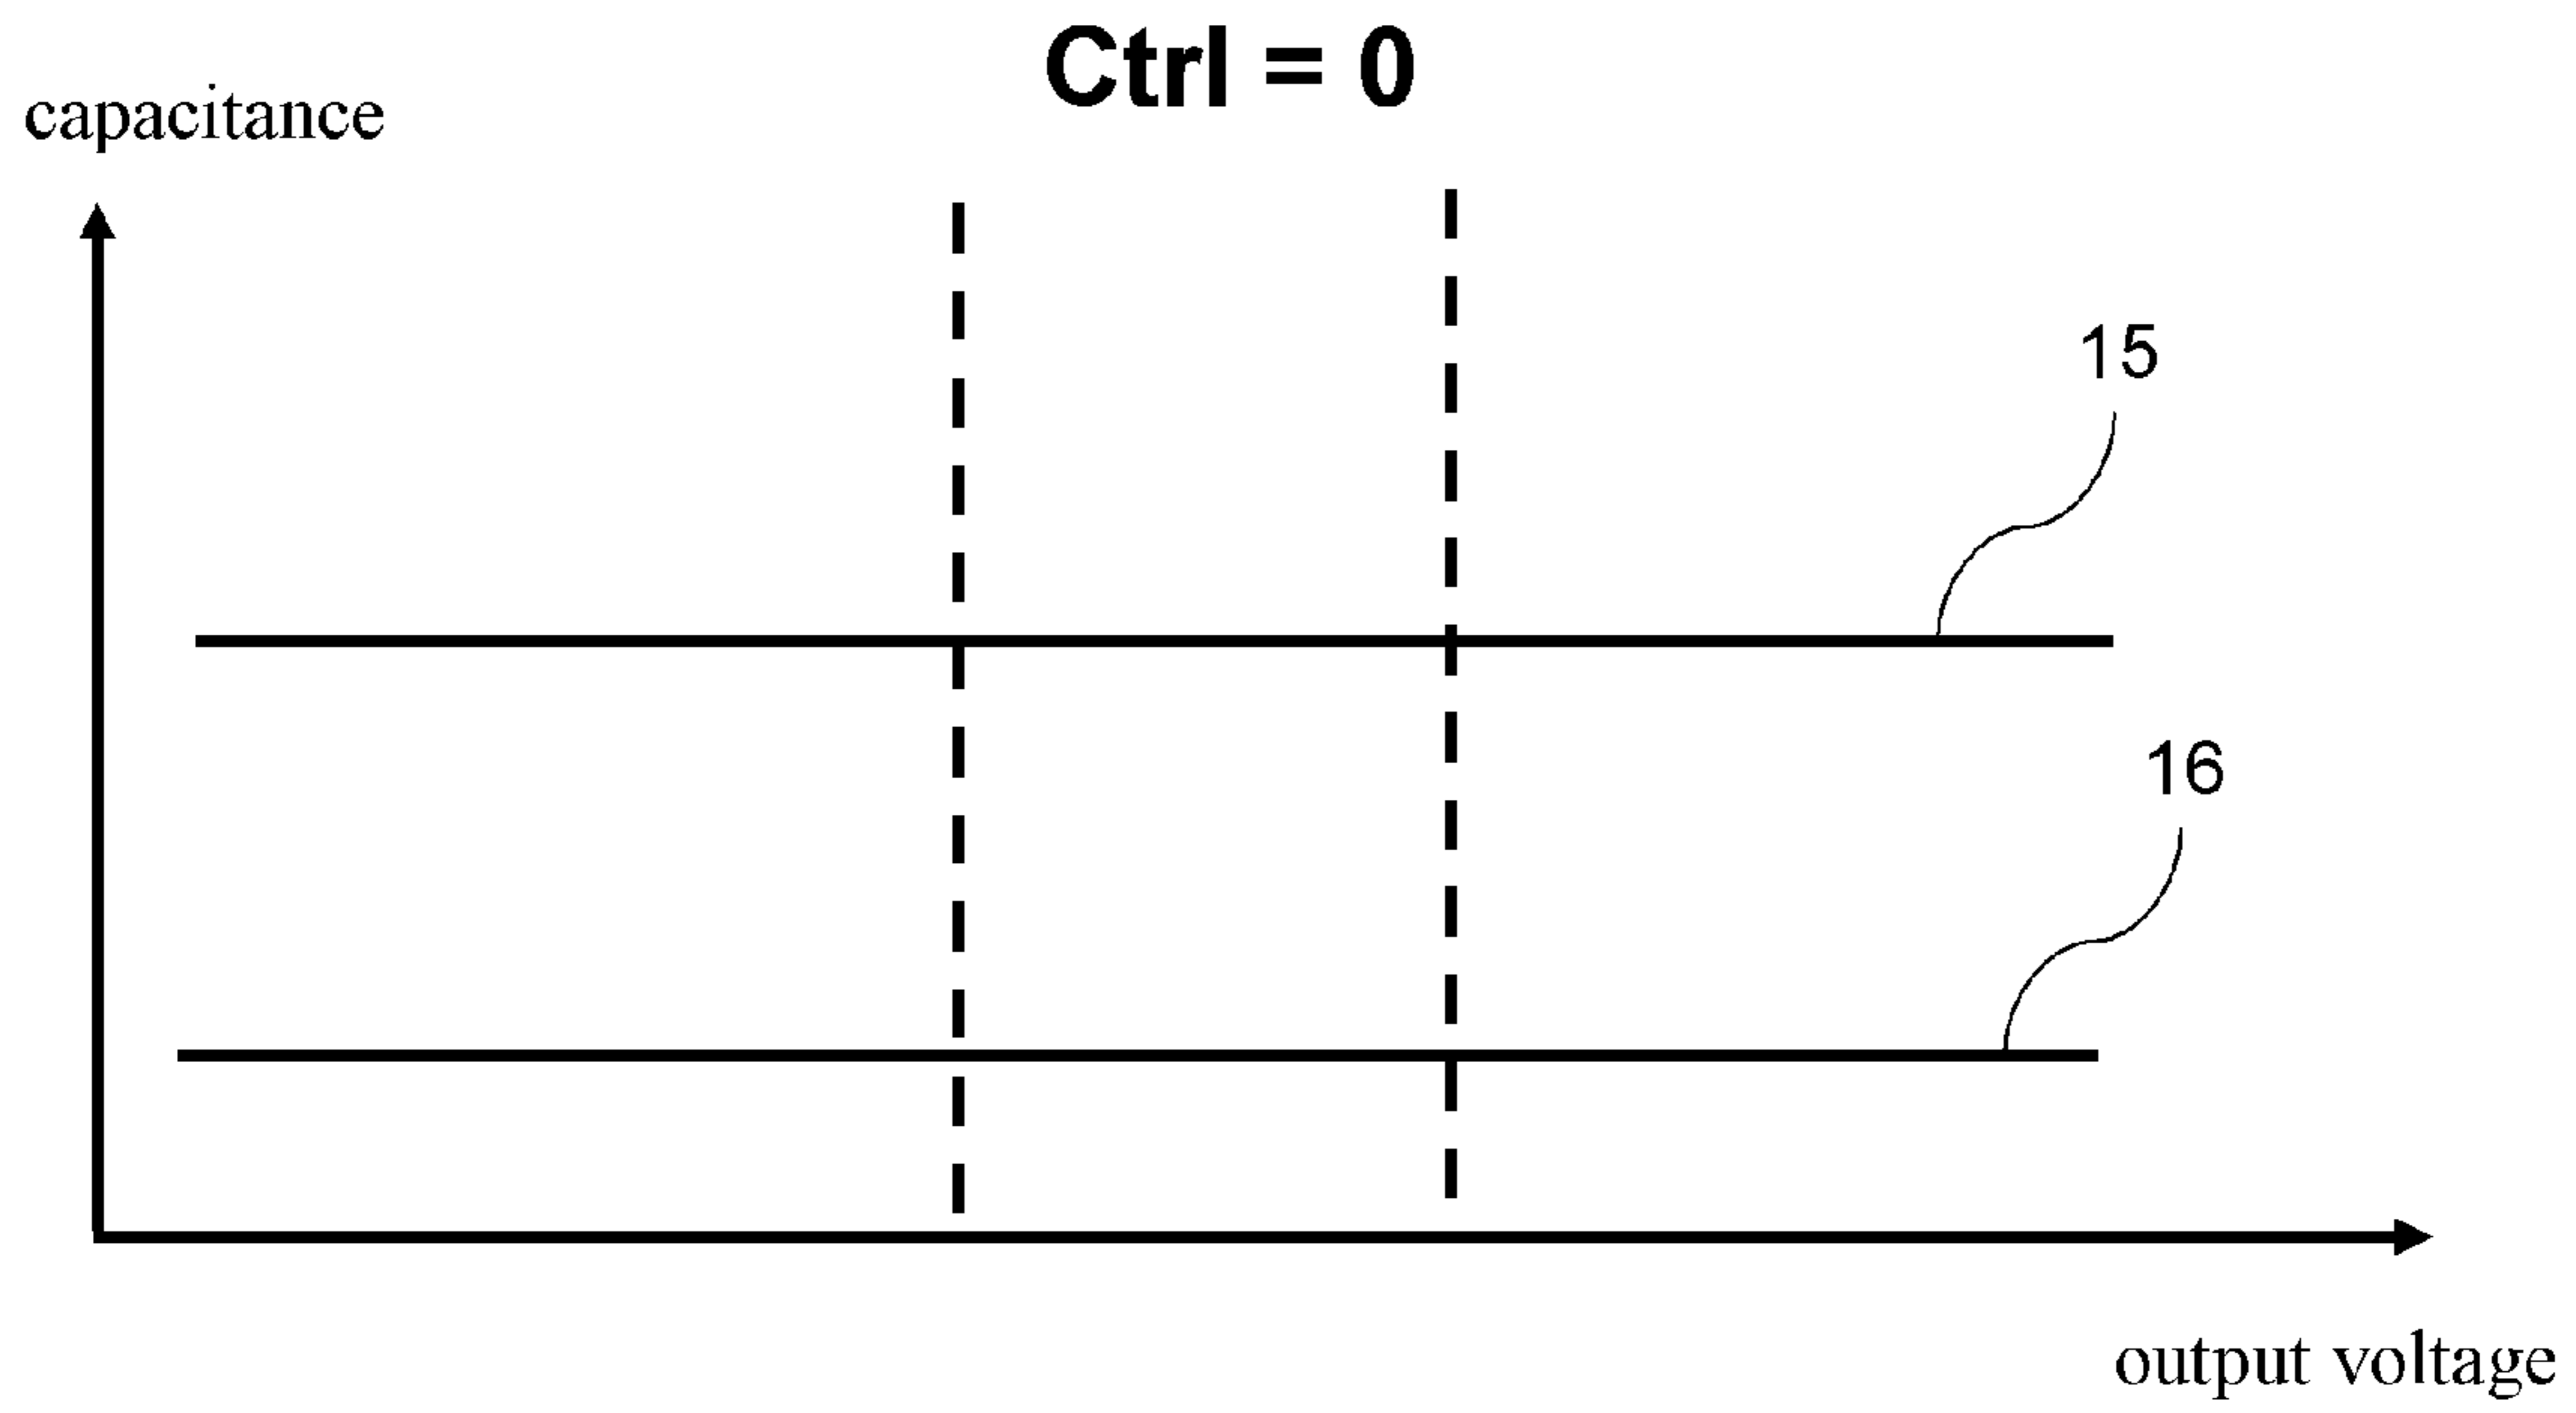 Ctrl = 0
capacitance
15
16
output voltage